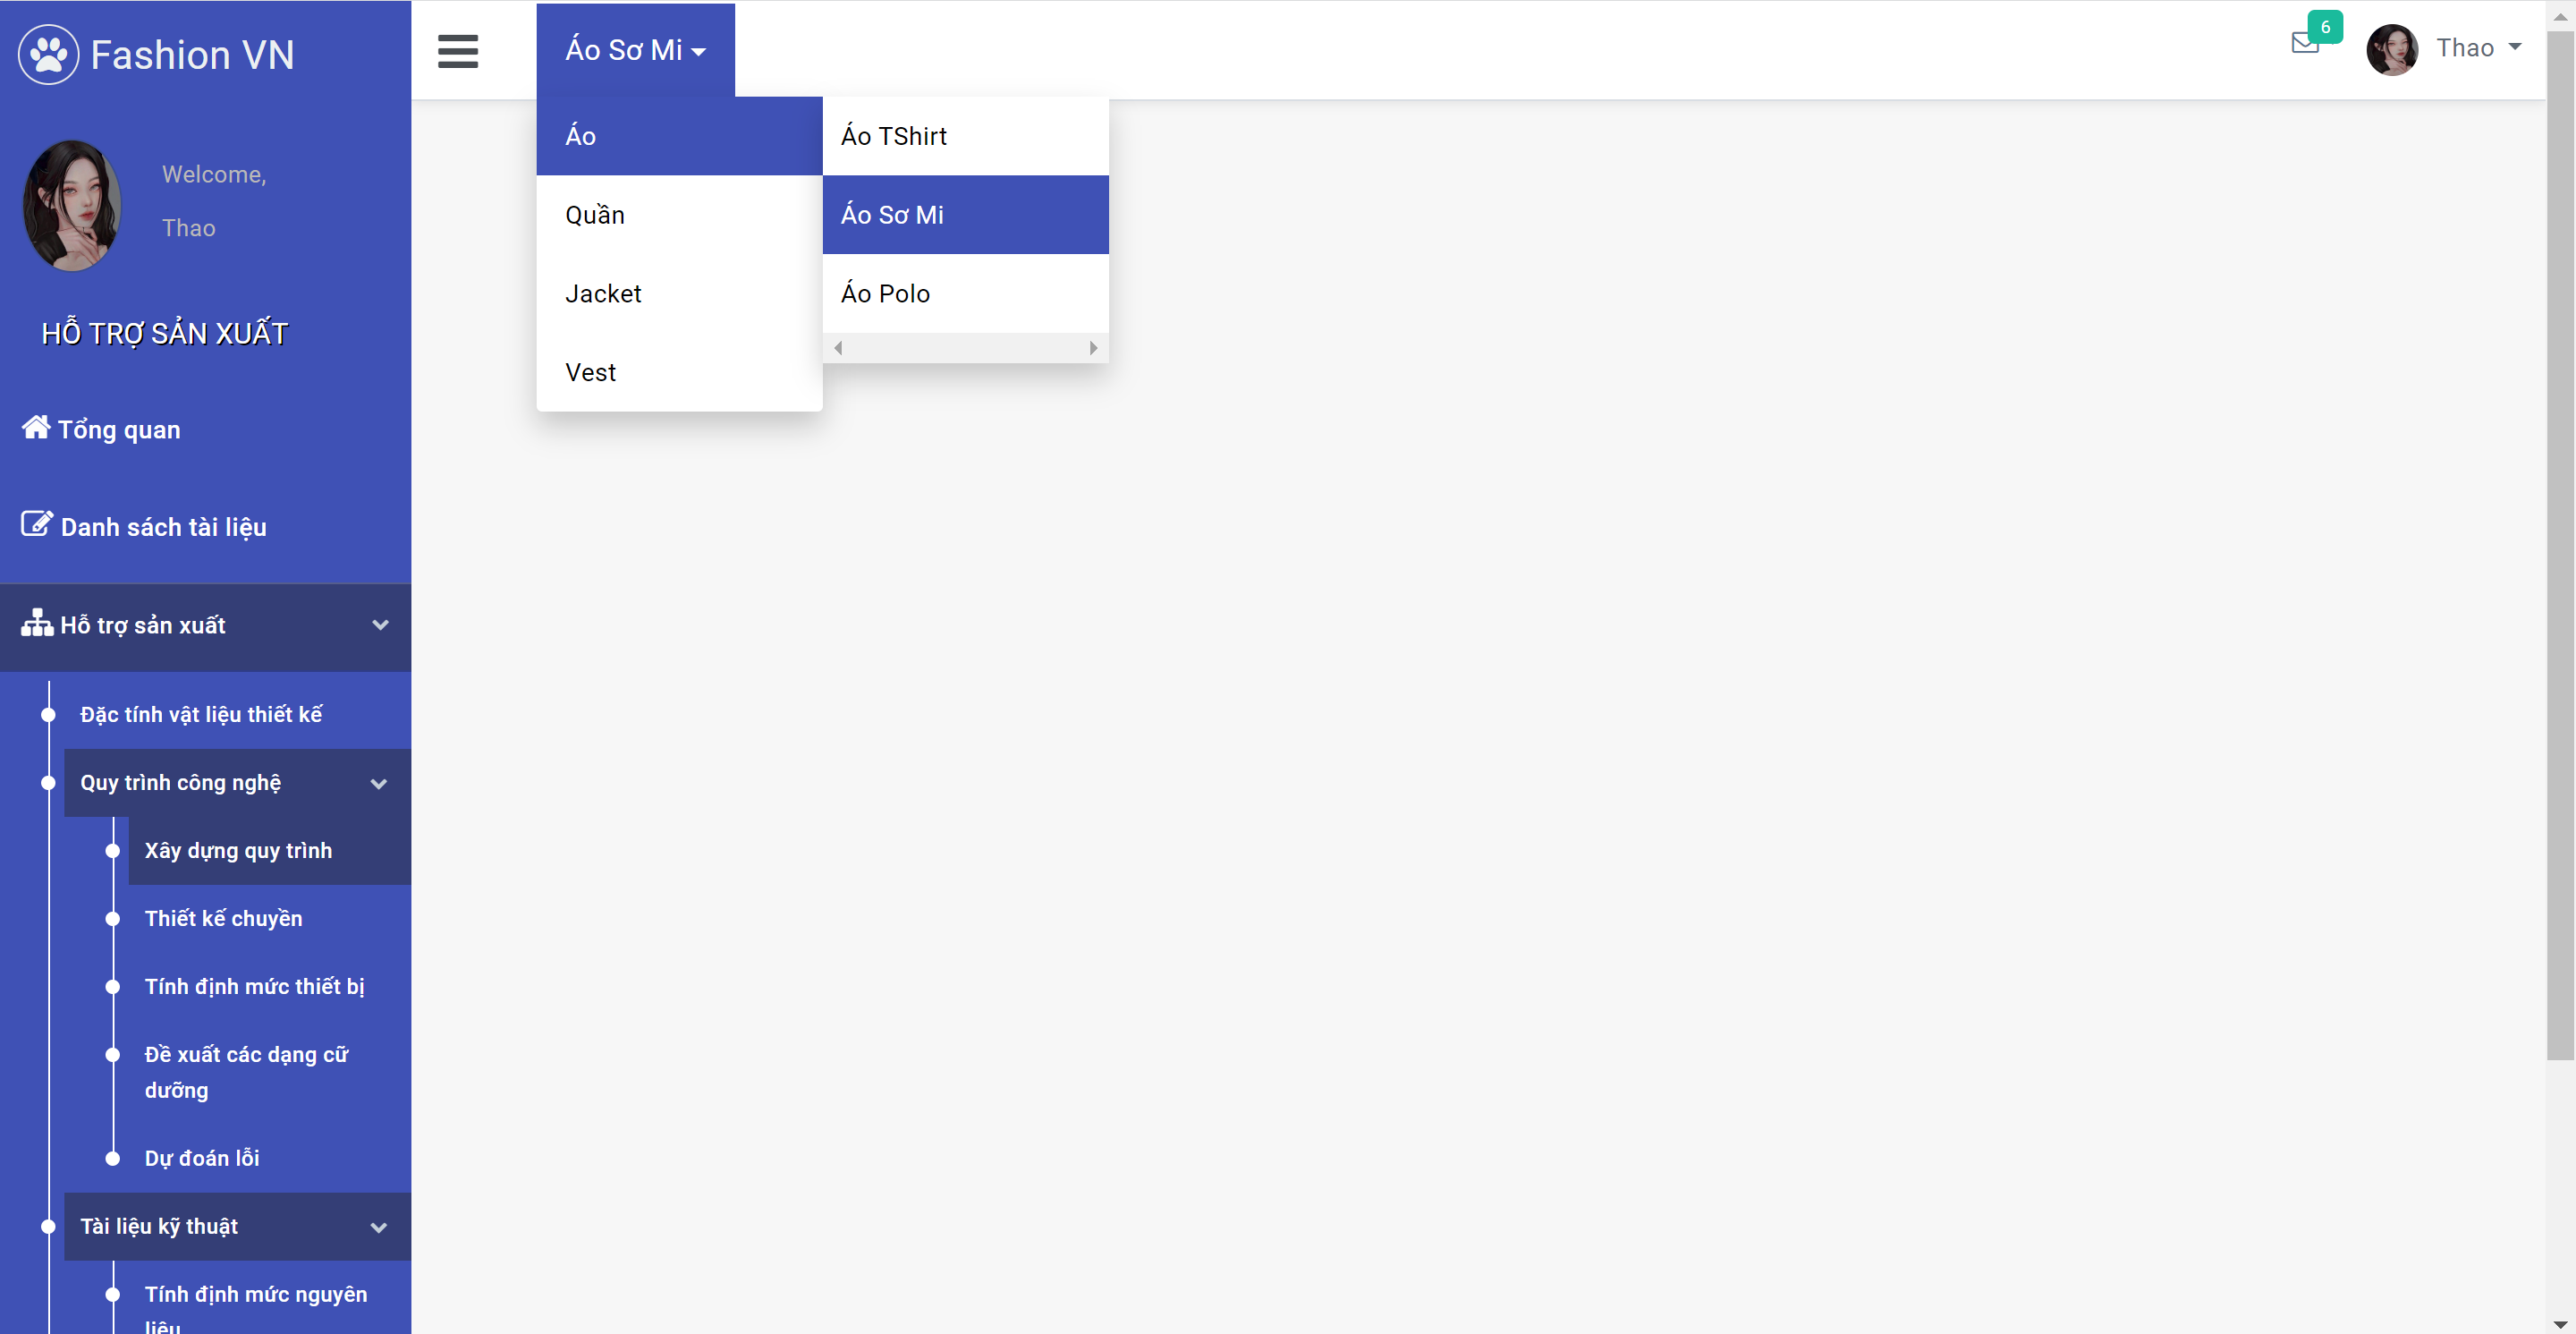 Fashion VN
Welcome,
Thao
HỖ TRỢ SẢN XUẤT
Tổng quan
Danh sách tài liệu
Hỗ trợ sản xuất
Đặc tính vật liệu thiết kế
Quy trình công nghệ
Xây dựng quy trình
Thiết kế chuyền
Tính định mức thiết bị
Đề xuất các dạng cữ
dưỡng
Dự đoán lỗi
Tài liệu kỹ thuật
Tính định mức nguyên
liệu
Áo Sơ Mi
Áo
Quần
Jacket
Vest
Áo TShirt
Áo Sơ Mi
Áo Polo
6
Thao